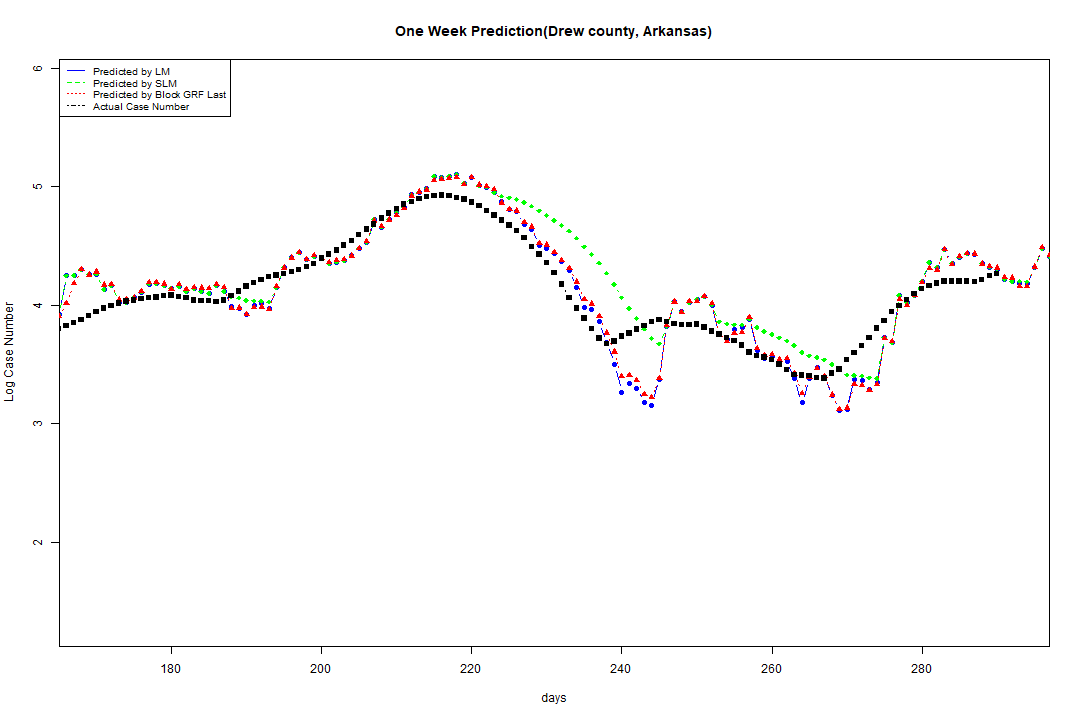 One Week Prediction(Drew county, Arkansas)
Predicted by LM
Predicted by SLM
Predicted by Block GRF Last
Actual Case Number
6
5
4
3
2
Log Case Number
180 200 220 240 260 280
days